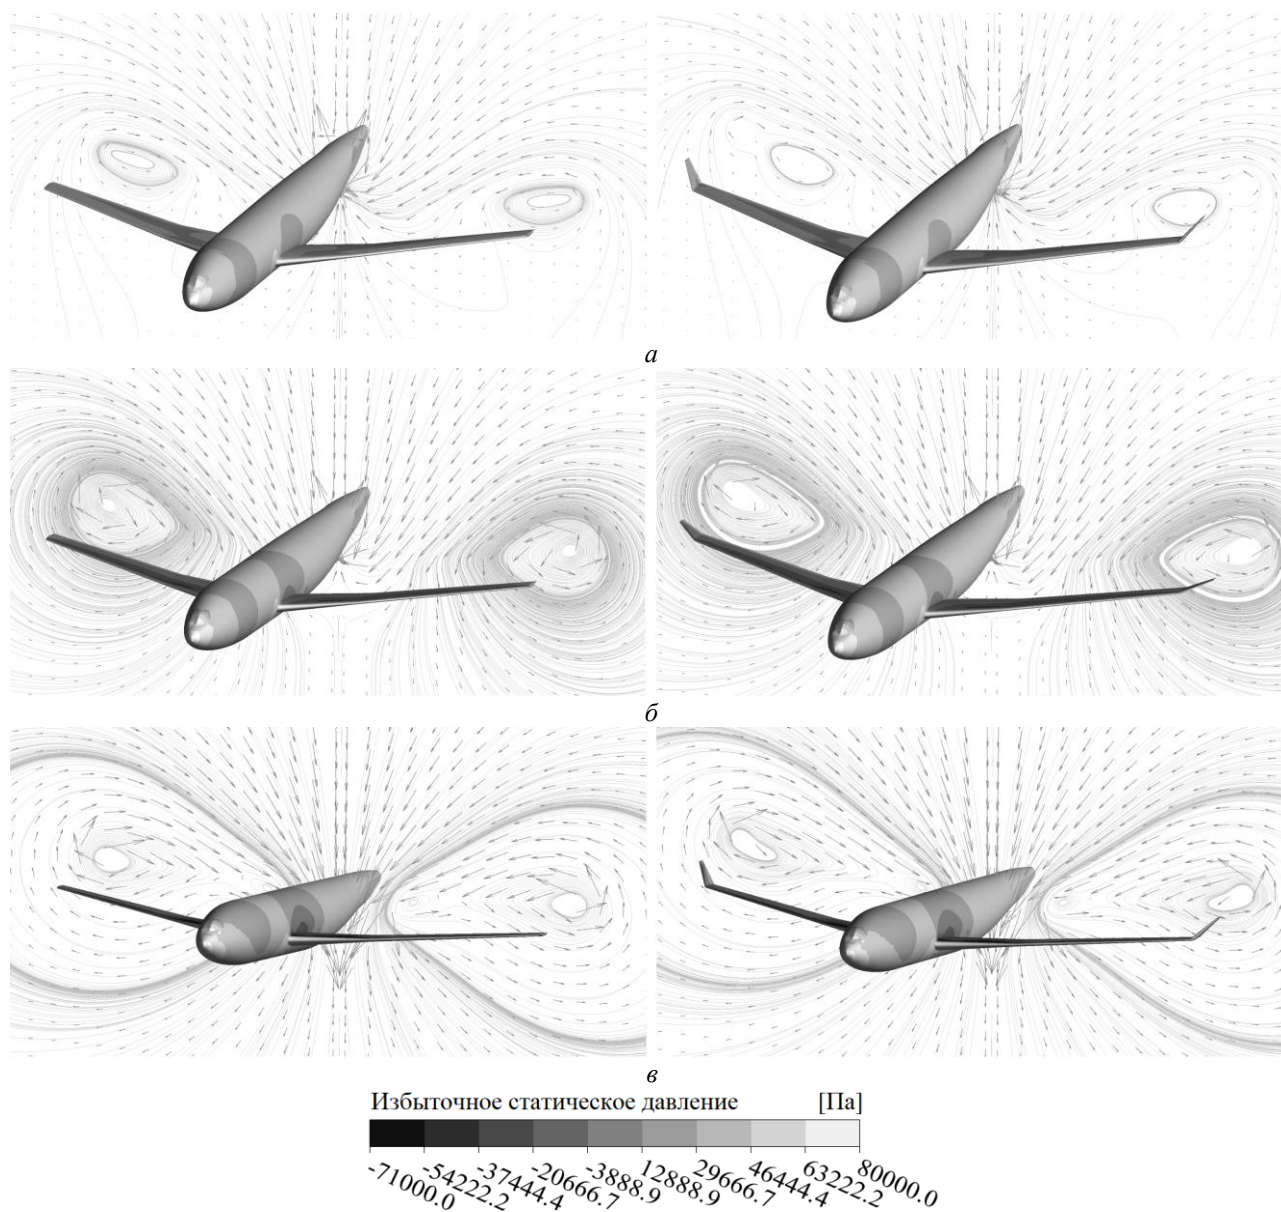 а
б
в
Избыточное статическое давление [Па]
-71000.0 -54222.2 -37444.4 -20666.7 -3888.9 12888.9 29666.7 46444.4 63222.2 80000.0